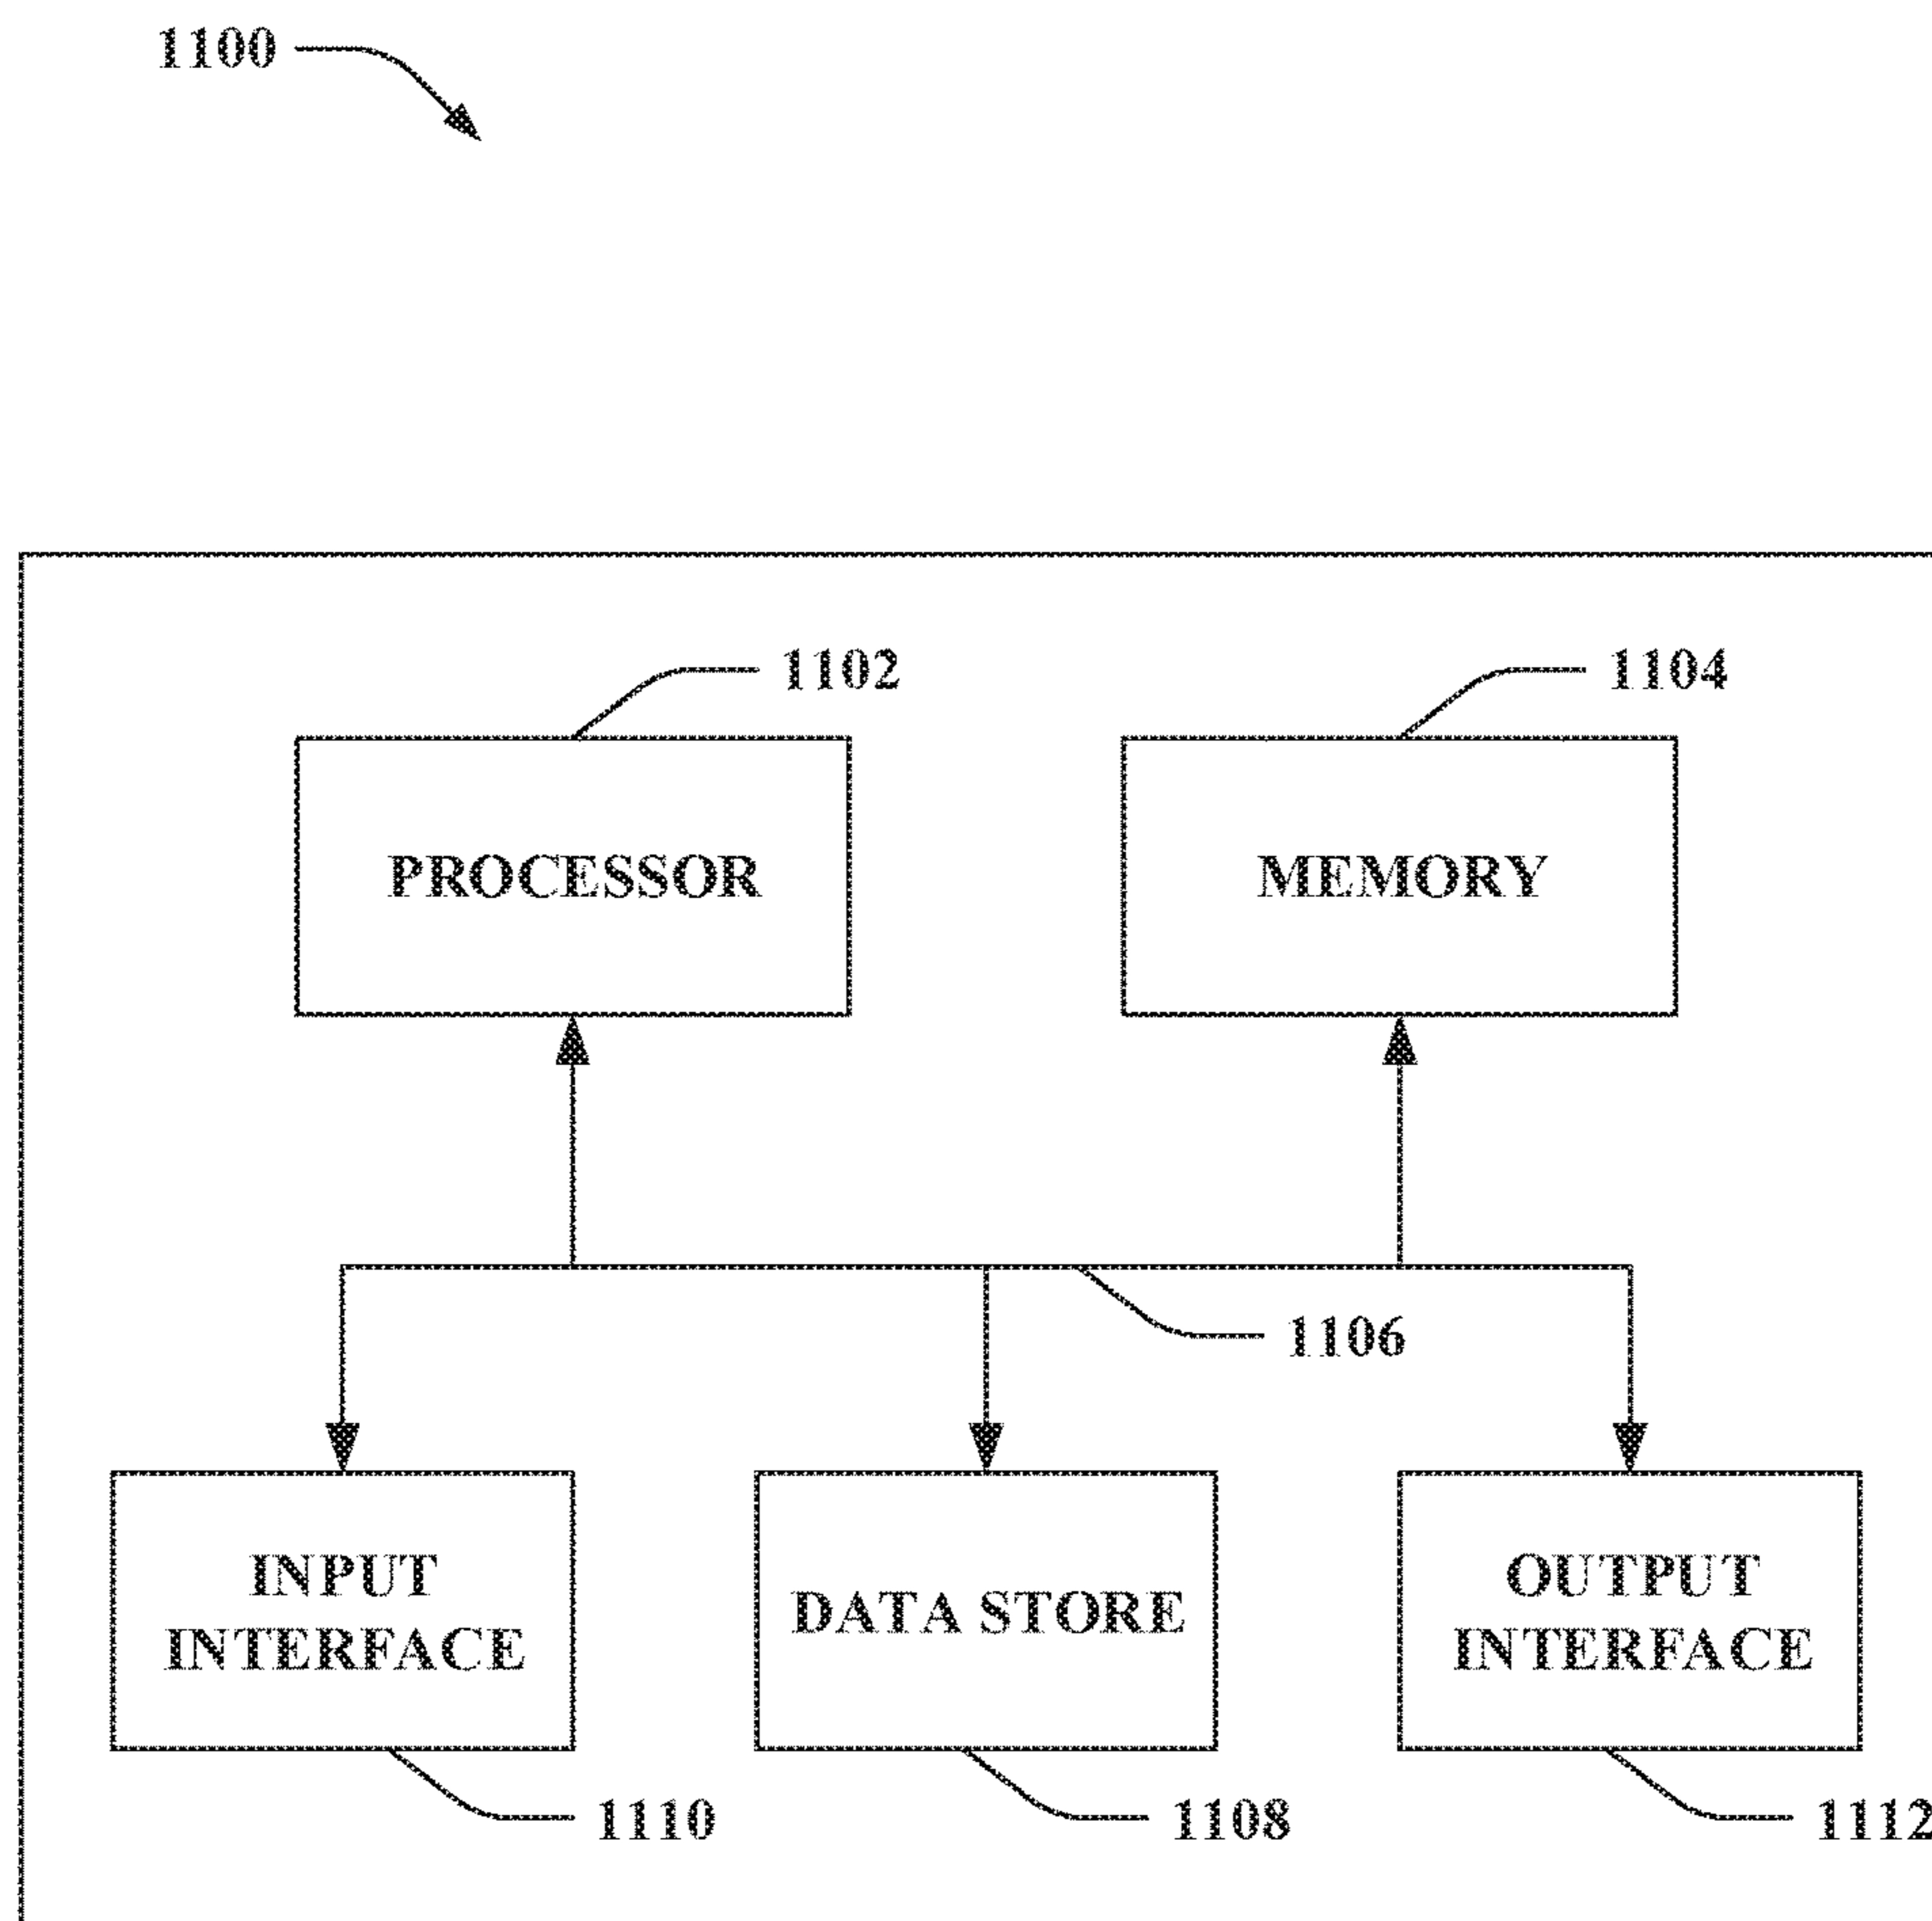 1100
1102
1104
PROCESSOR
MEMORY
1106
INPUT
INTERFACE
DATA STORE
OUTPUT
INTERFACE
1110
1108
1112